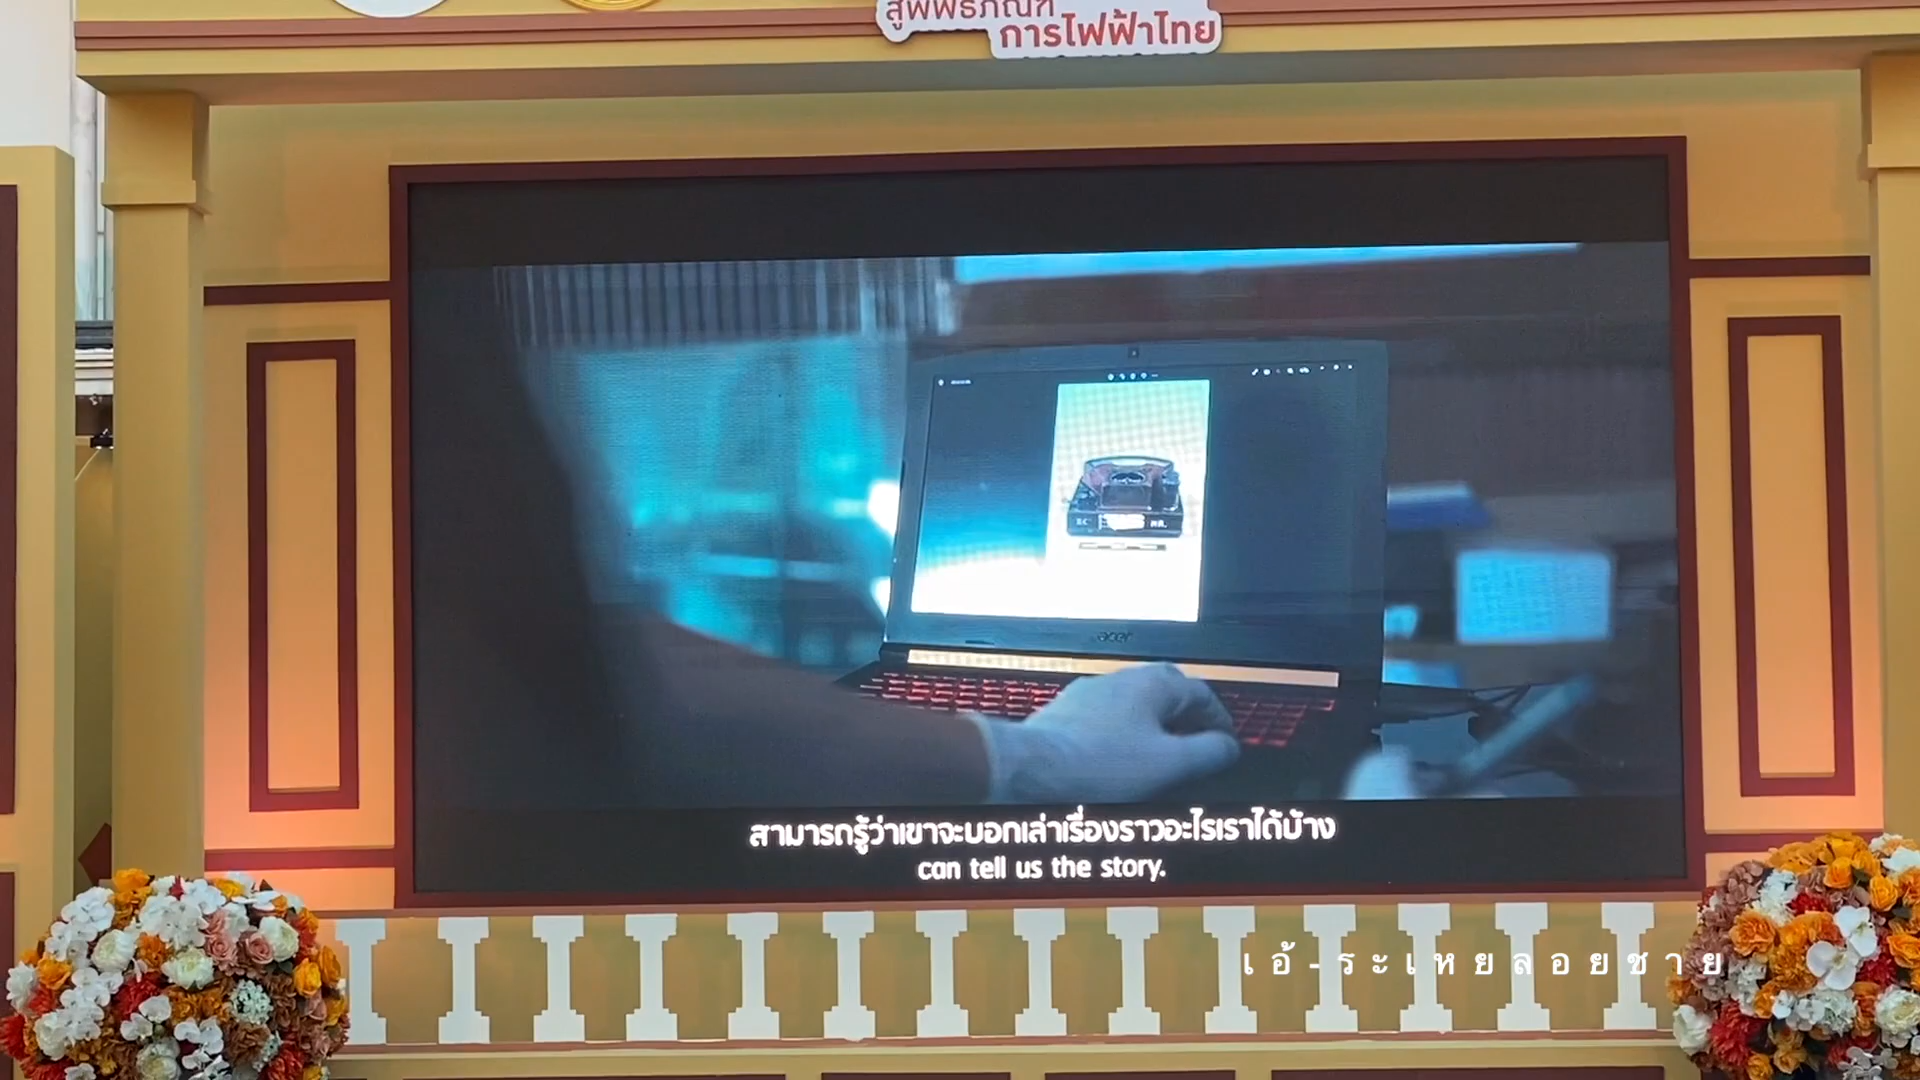 สู่พิพิธภัณฑ์
การไฟฟ้าไทย
acer
สามารถรู้ว่าเขาจะบอกเล่าเรื่องราวอะไรเราได้บ้าง
can tell us the story.
เอ้-ระเหยลอยชาย